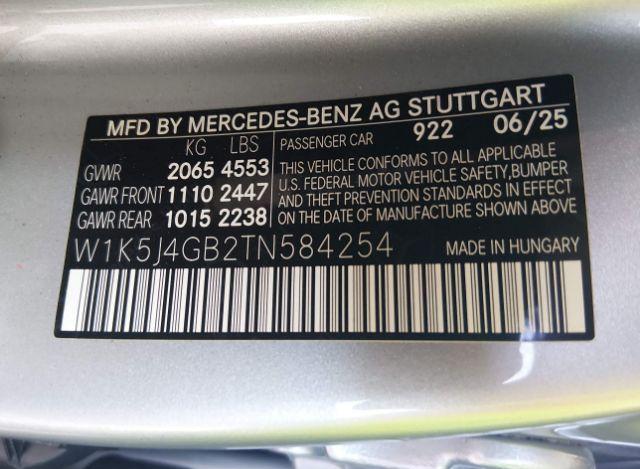 MFD BY MERCEDES-BENZ AG STUTTGART
KG LBS PASSENGER CAR 922 06/25
GVWR 2065 4553
GAWR FRONT 1110 2447
GAWR REAR 1015 2238
THIS VEHICLE CONFORMS TO ALL APPLICABLE
U.S. FEDERAL MOTOR VEHICLE SAFETY,BUMPER
AND THEFT PREVENTION STANDARDS IN EFFECT
ON THE DATE OF MANUFACTURE SHOWN ABOVE.
W1K5J4GB2TN584254 MADE IN HUNGARY